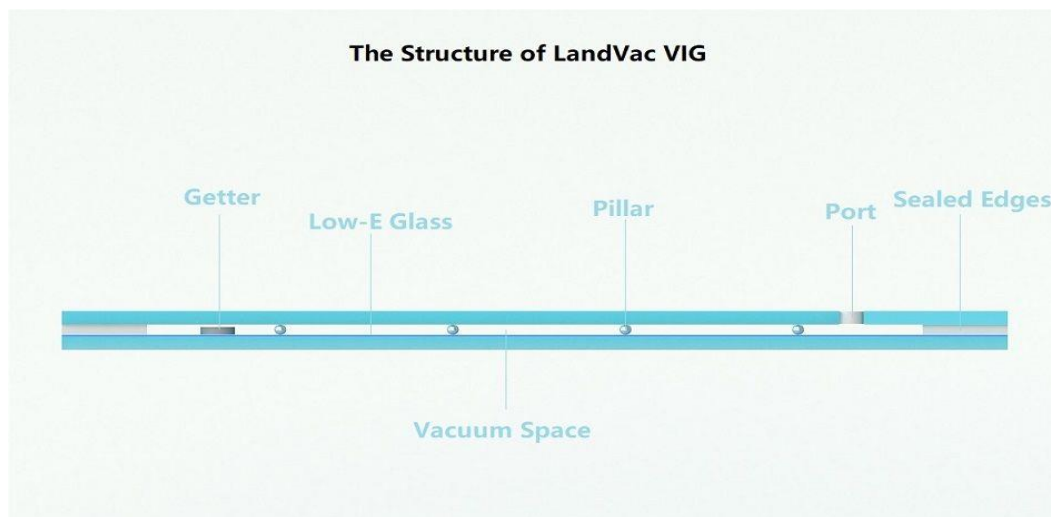 The Structure of LandVac VIG
Getter
Low-E Glass
Pillar
Port
Sealed Edges
Vacuum Space